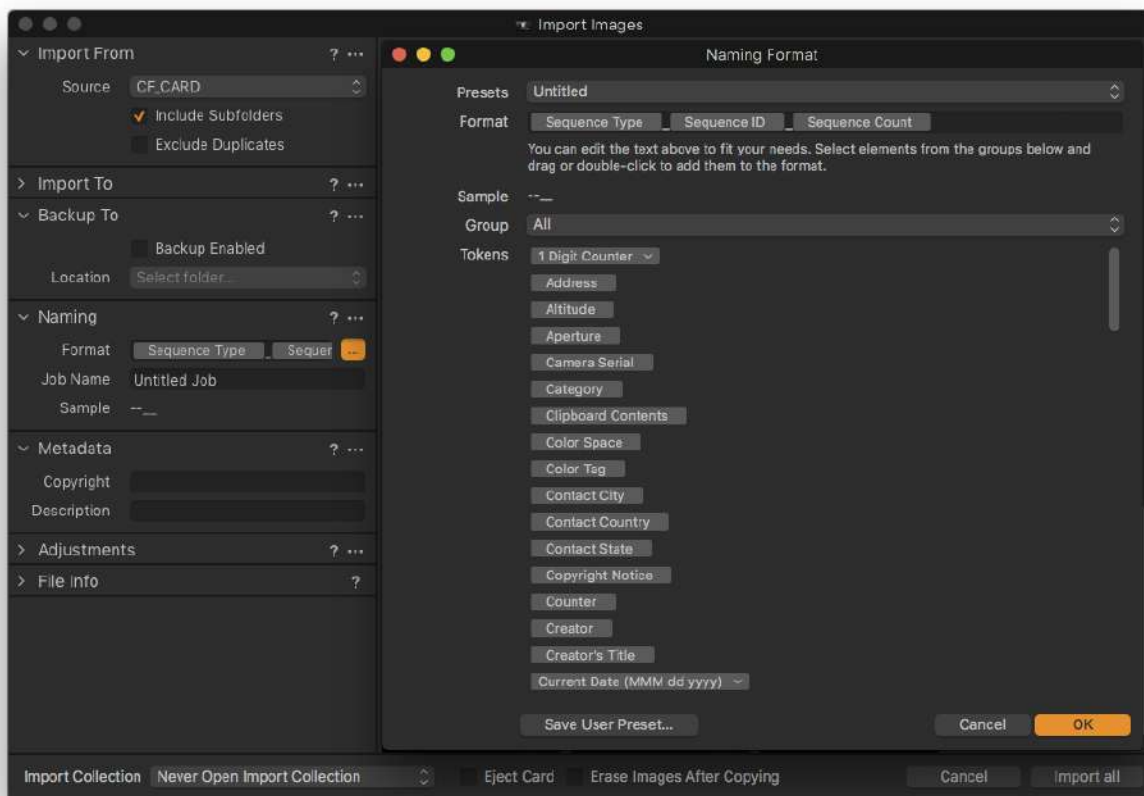 Import Images
Import From ? ...
Source CF_CARD
Include Subfolders
Exclude Duplicates
Import To ? ...
Backup To ? ...
Backup Enabled
Location Select folder...
Naming ? ...
Format Sequence Type _ Sequer ...
Job Name Untitled Job
Sample --__
Metadata ? ...
Copyright
Description
Adjustments ? ...
File Info ?
Naming Format
Presets Untitled
Format Sequence Type _ Sequence ID _ Sequence Count
You can edit the text above to fit your needs. Select elements from the groups below and
drag or double-click to add them to the format.
Sample --__
Group All
Tokens 1 Digit Counter
Address
Altitude
Aperture
Camera Serial
Category
Clipboard Contents
Color Space
Color Tag
Contact City
Contact Country
Contact State
Copyright Notice
Counter
Creator
Creator's Title
Current Date (MMM dd yyyy)
Save User Preset... Cancel OK
Import Collection Never Open Import Collection Eject Card Erase Images After Copying Cancel Import all